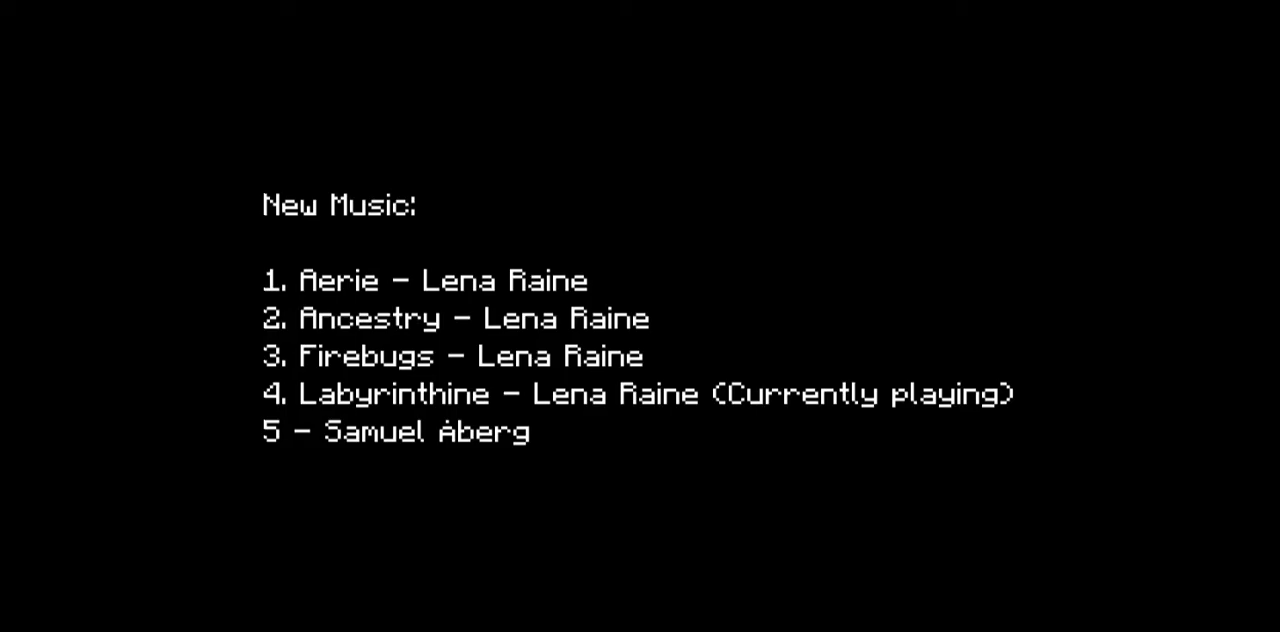 New Music:
1. Aerie - Lena Raine
2. Ancestry - Lena Raine
3. Firebugs - Lena Raine
4. Labyrinthine - Lena Raine (Currently playing)
5 - Samuel Åberg